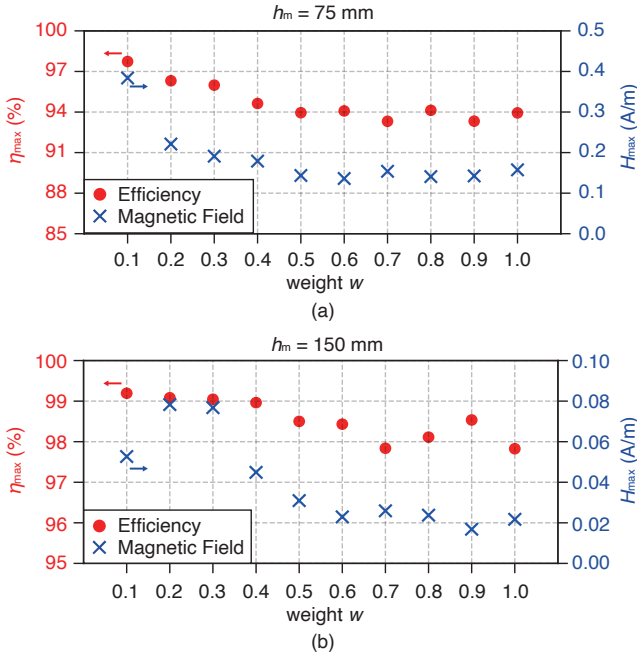 hm = 75 mm
100
97
94
91
88
85
ηmax (%)
0.5
0.4
0.3
0.2
0.1
0.0
Hmax (A/m)
Efficiency
Magnetic Field
0.1 0.2 0.3 0.4 0.5 0.6 0.7 0.8 0.9 1.0
weight w
(a)
hm = 150 mm
100
99
98
97
96
95
ηmax (%)
0.10
0.08
0.06
0.04
0.02
0.00
Hmax (A/m)
Efficiency
Magnetic Field
0.1 0.2 0.3 0.4 0.5 0.6 0.7 0.8 0.9 1.0
weight w
(b)